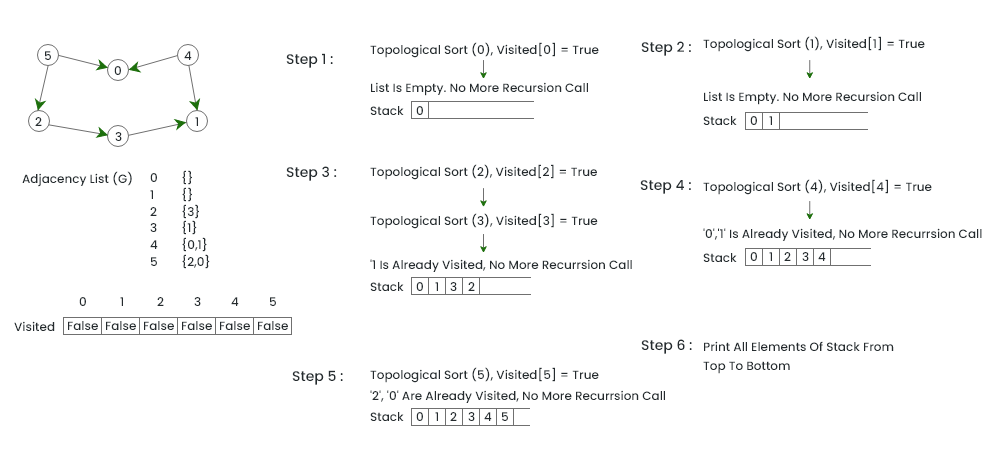 5
4
0
2
1
3
Adjacency List (G)
0 {}
1 {}
2 {3}
3 {1}
4 {0,1}
5 {2,0}
0 1 2 3 4 5
Visited False False False False False False
Step 1 :
Topological Sort (0), Visited[0] = True
List Is Empty. No More Recursion Call
Stack 0
Step 2 :
Topological Sort (1), Visited[1] = True
List Is Empty. No More Recursion Call
Stack 0 1
Step 3 :
Topological Sort (2), Visited[2] = True
Topological Sort (3), Visited[3] = True
'1 Is Already Visited, No More Recurrsion Call
Stack 0 1 3 2
Step 4 :
Topological Sort (4), Visited[4] = True
'0','1' Is Already Visited, No More Recurrsion Call
Stack 0 1 2 3 4
Step 5 :
Topological Sort (5), Visited[5] = True
'2', '0' Are Already Visited, No More Recurrsion Call
Stack 0 1 2 3 4 5
Step 6 :
Print All Elements Of Stack From
Top To Bottom